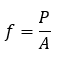 f = P/A